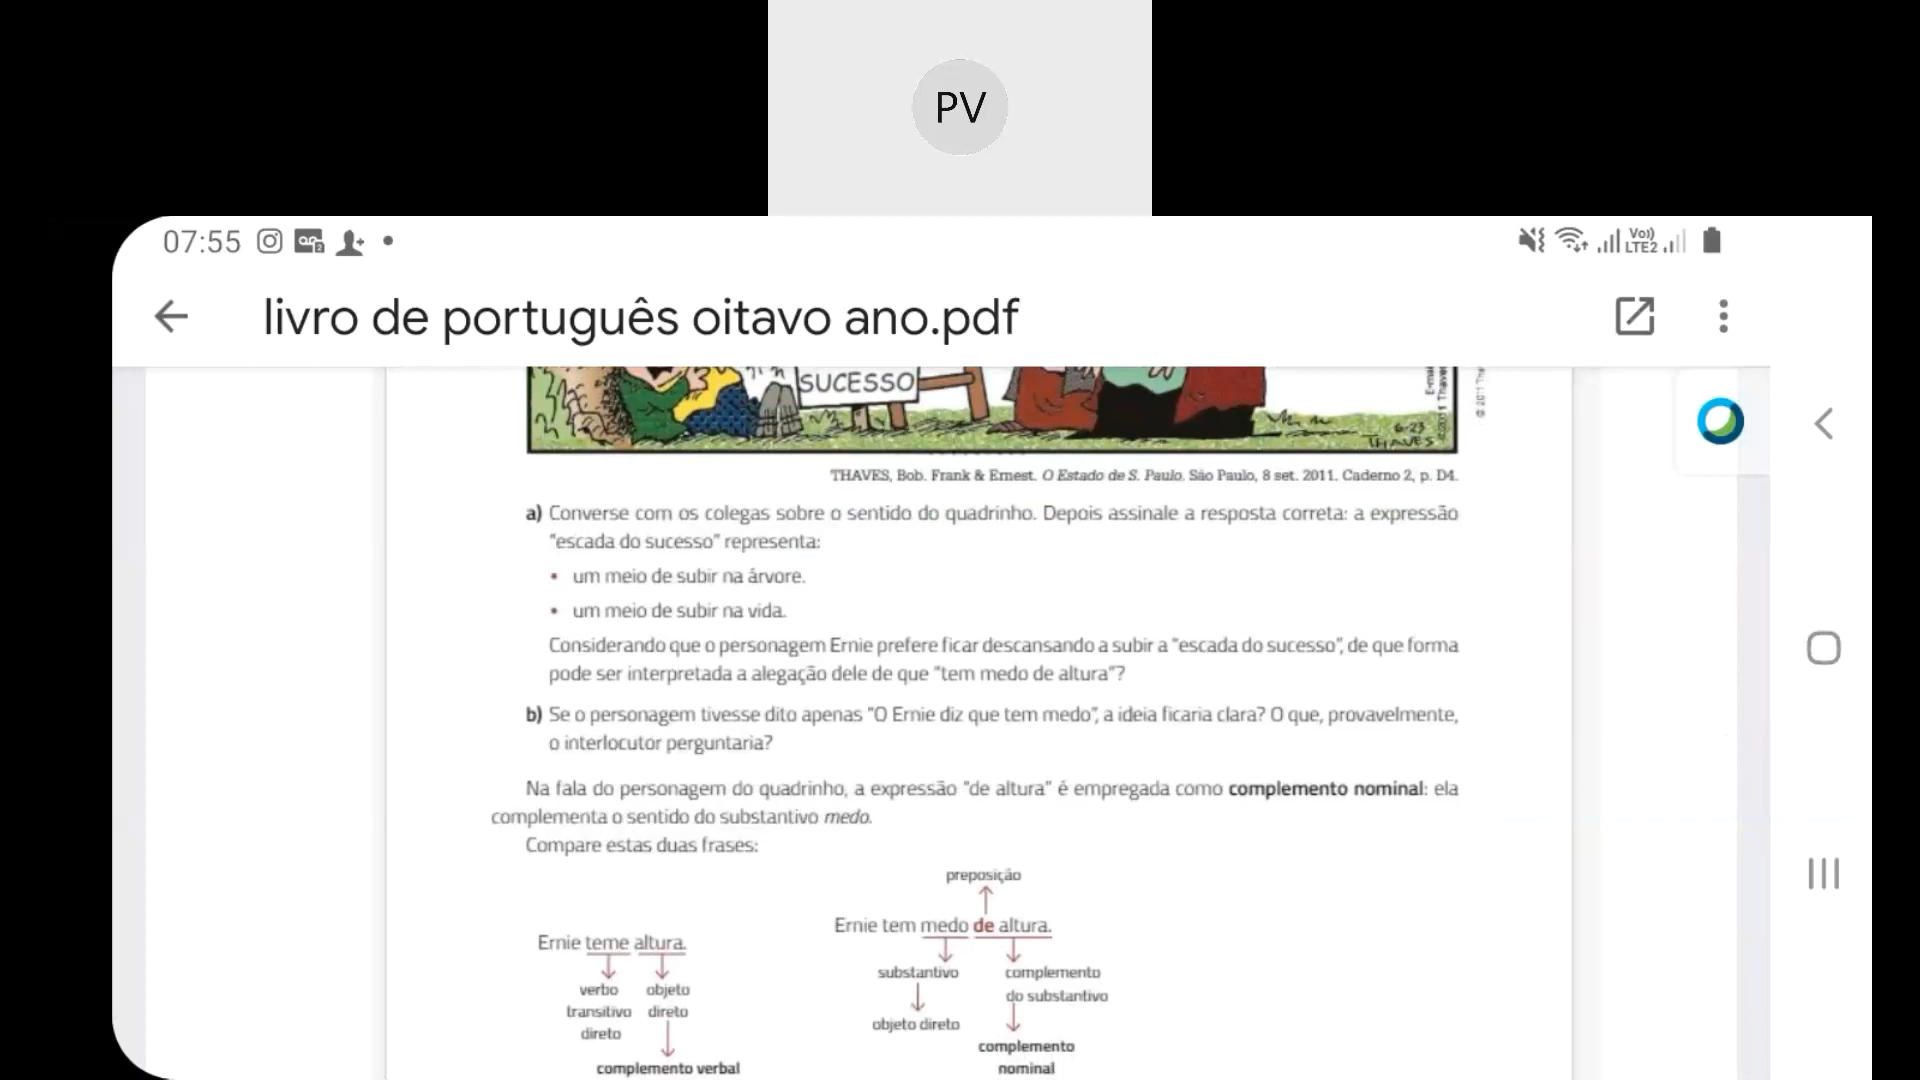 PV
07:55
Vo))
LTE2
livro de português oitavo ano.pdf
SUCESSO
6-23
THAVES
THAVES, Bob. Frank & Ernest. O Estado de S. Paulo. São Paulo, 8 set. 2011. Caderno 2, p. D4.
a) Converse com os colegas sobre o sentido do quadrinho. Depois assinale a resposta correta: a expressão
"escada do sucesso" representa:
• um meio de subir na árvore.
• um meio de subir na vida.
Considerando que o personagem Ernie prefere ficar descansando a subir a "escada do sucesso", de que forma
pode ser interpretada a alegação dele de que "tem medo de altura"?
b) Se o personagem tivesse dito apenas "O Ernie diz que tem medo", a ideia ficaria clara? O que, provavelmente,
o interlocutor perguntaria?
Na fala do personagem do quadrinho, a expressão "de altura" é empregada como complemento nominal: ela
complementa o sentido do substantivo medo.
Compare estas duas frases:
Ernie teme altura.
verbo
transitivo
direto
objeto
direto
complemento verbal
preposição
Ernie tem medo de altura.
substantivo
objeto direto
complemento
do substantivo
complemento
nominal